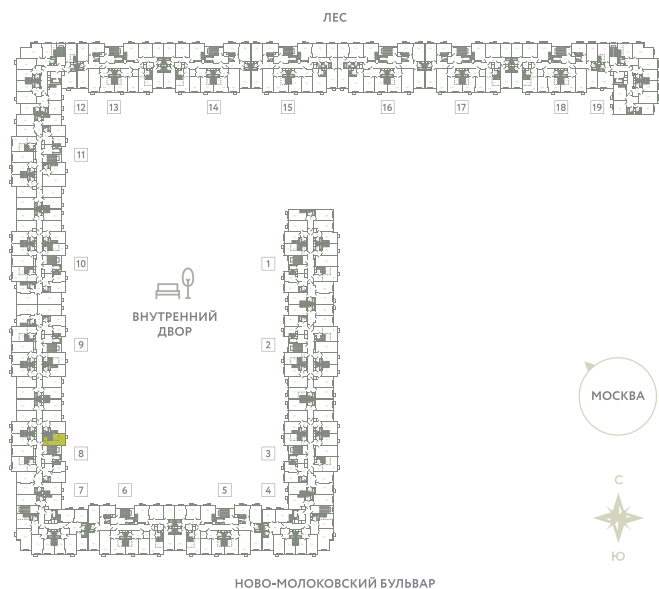 ЛЕС
12 13 14 15 16 17 18 19
11
10 1
ВНУТРЕННИЙ
ДВОР
9 2
МОСКВА
8 3
7 6 5 4
С
Ю
НОВО-МОЛОКОВСКИЙ БУЛЬВАР